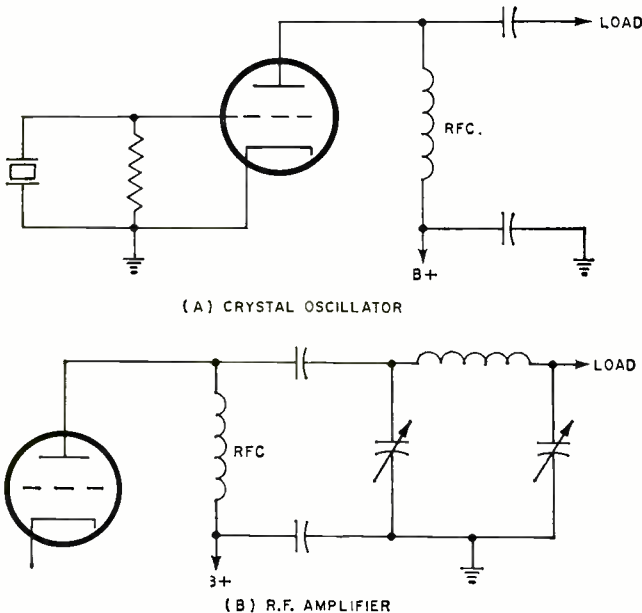 LOAD
RFC.
B+
(A) CRYSTAL OSCILLATOR
LOAD
RFC
B+
(B) R.F. AMPLIFIER